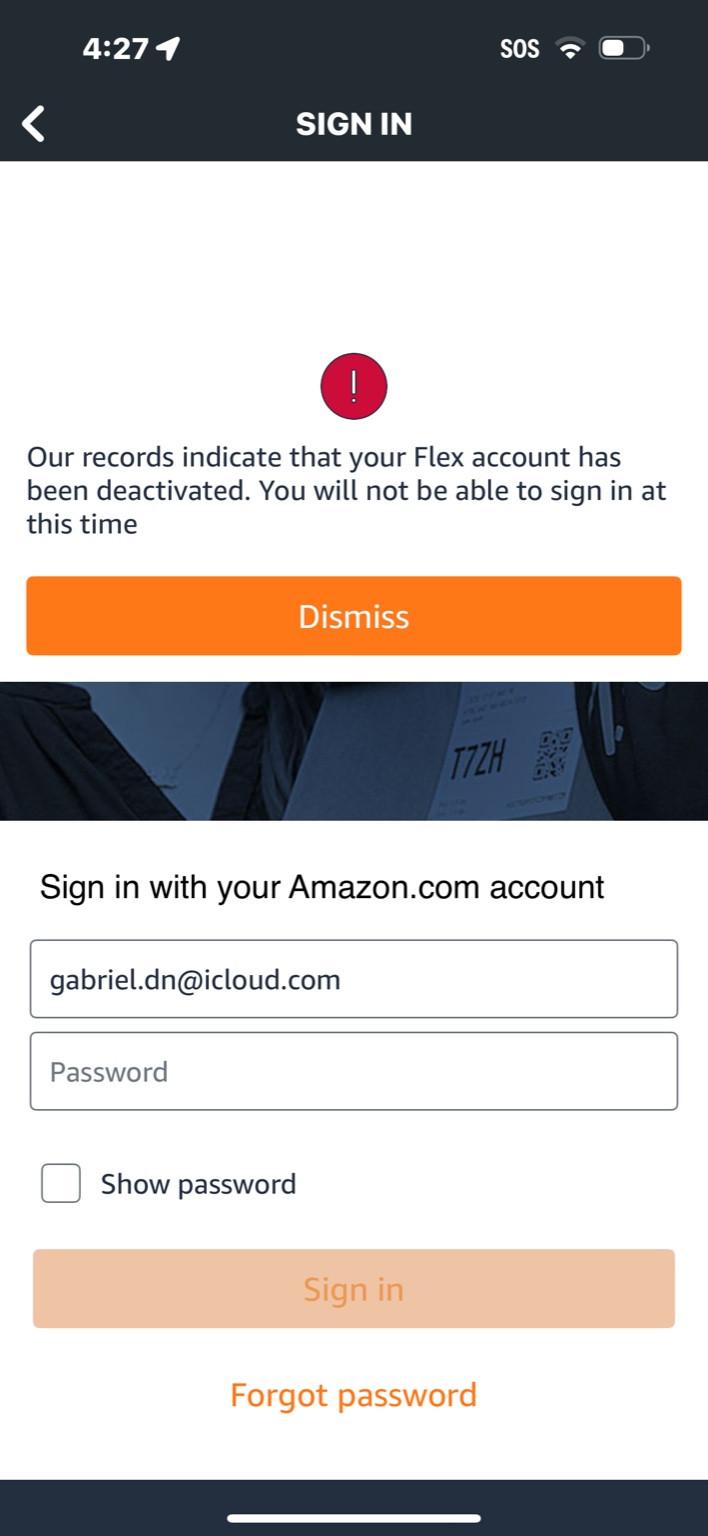 4:27 SOS
SIGN IN
!
Our records indicate that your Flex account has
been deactivated. You will not be able to sign in at
this time
Dismiss
T7ZH
Sign in with your Amazon.com account
gabriel.dn@icloud.com
Password
Show password
Sign in
Forgot password